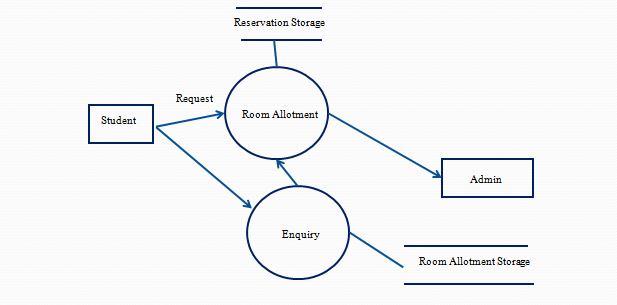 Reservation Storage
Request
Student
Room Allotment
Admin
Enquiry
Room Allotment Storage